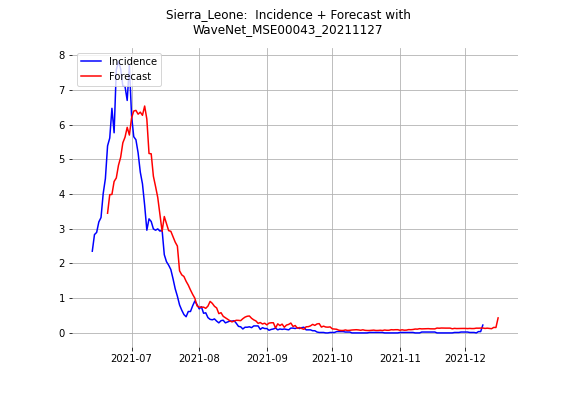 Sierra_Leone:  Incidence + Forecast with
WaveNet_MSE00043_20211127
Incidence
Forecast
8
7
6
5
4
3
2
1
0
2021-07 2021-08 2021-09 2021-10 2021-11 2021-12